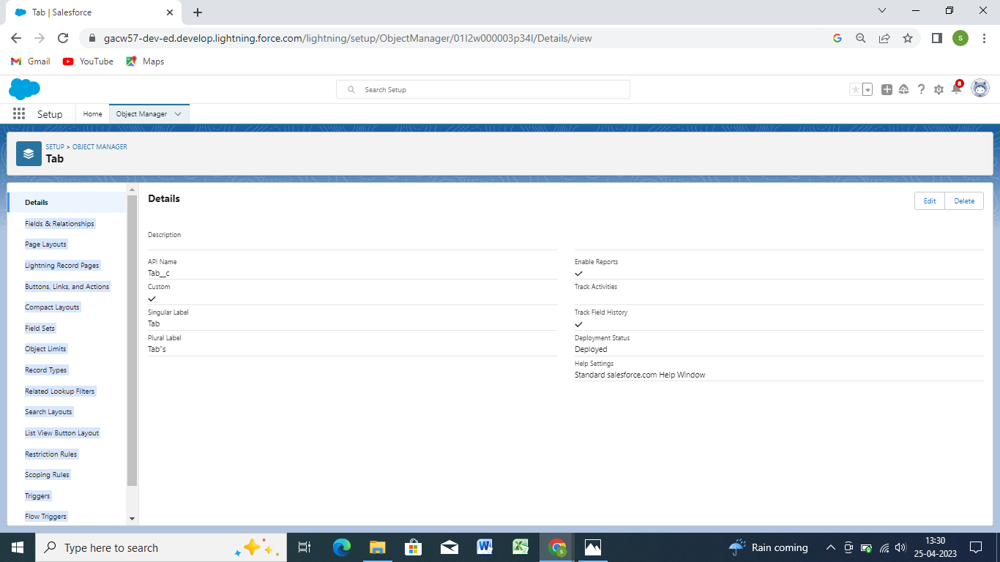 Tab | Salesforce
gacw57-dev-ed.develop.lightning.force.com/lightning/setup/ObjectManager/01I2w000003p34I/Details/view
S
Gmail YouTube Maps
Search Setup
8
Setup Home Object Manager
SETUP > OBJECT MANAGER
Tab
Details
Fields & Relationships
Page Layouts
Lightning Record Pages
Buttons, Links, and Actions
Compact Layouts
Field Sets
Object Limits
Record Types
Related Lookup Filters
Search Layouts
List View Button Layout
Restriction Rules
Scoping Rules
Triggers
Flow Triggers
Details
Edit Delete
Description
API Name
Tab__c
Custom
Singular Label
Tab
Plural Label
Tab"s
Enable Reports
Track Activities
Track Field History
Deployment Status
Deployed
Help Settings
Standard salesforce.com Help Window
Type here to search
Rain coming
13:30
25-04-2023